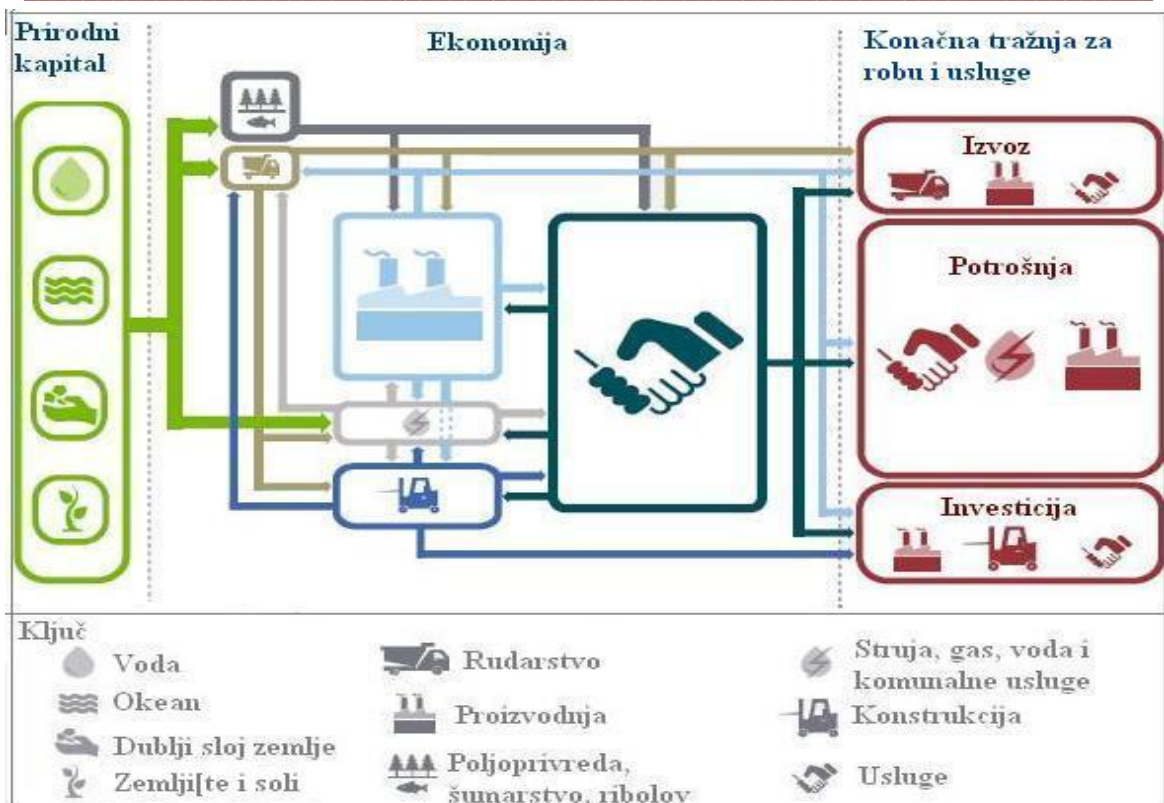 Prirodni
kapital
Ekonomija
Konačna tražnja za
robu i usluge
Izvoz
Potrošnja
Investicija
Ključ
Voda
Okean
Dublji sloj zemlje
Zemlji[te i soli
Rudarstvo
Proizvodnja
Poljoprivreda,
šumarstvo, ribolov
Struja, gas, voda i
komunalne usluge
Konstrukcija
Usluge